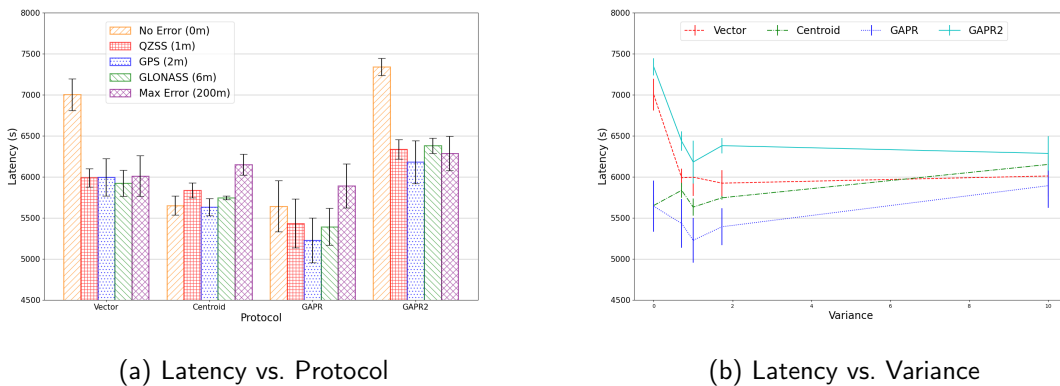 8000
7500
7000
6500
6000
5500
5000
4500
Latency (s)
No Error (0m)
QZSS (1m)
GPS (2m)
GLONASS (6m)
Max Error (200m)
Vector Centroid GAPR GAPR2
Protocol
(a) Latency vs. Protocol
8000
7500
7000
6500
6000
5500
5000
4500
Latency (s)
Vector Centroid GAPR GAPR2
0 2 4 6 8 10
Variance
(b) Latency vs. Variance